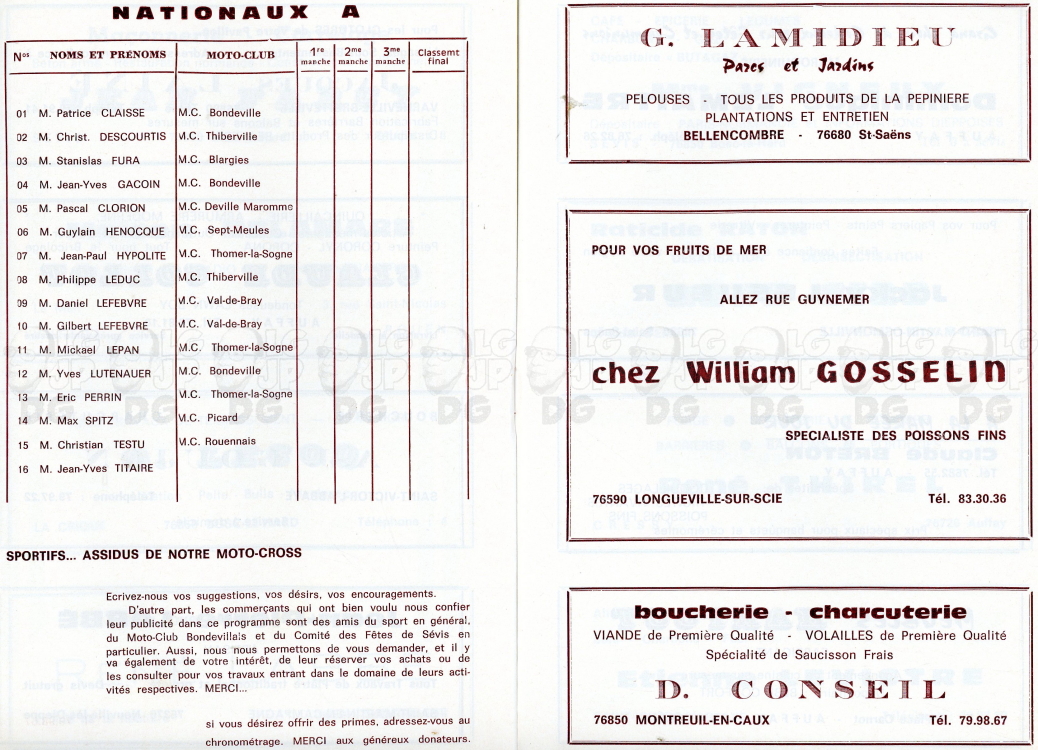 NATIONAUX A
Nos NOMS ET PRENOMS MOTO-CLUB 1re manche 2me manche 3me manche Classemt final
01 M. Patrice CLAISSE M.C. Bondeville
02 M. Christ. DESCOURTIS M.C. Thiberville
03 M. Stanislas FURA M.C. Blargies
04 M. Jean-Yves GACOIN M.C. Bondeville
05 M. Pascal CLORION M.C. Deville Maromme
06 M. Guylain HENOCQUE M.C. Sept-Meules
07 M. Jean-Paul HYPOLITE M.C. Thomer-la-Sogne
08 M. Philippe LEDUC M.C. Thiberville
09 M. Daniel LEFEBVRE M.C. Val-de-Bray
10 M. Gilbert LEFEBVRE M.C. Val-de-Bray
11 M. Mickael LEPAN M.C. Thomer-la-Sogne
12 M. Yves LUTENAUER M.C. Bondeville
13 M. Eric PERRIN M.C. Thomer-la-Sogne
14 M. Max SPITZ M.C. Picard
15 M. Christian TESTU M.C. Rouennais
16 M. Jean-Yves TITAIRE
SPORTIFS... ASSIDUS DE NOTRE MOTO-CROSS
Ecrivez-nous vos suggestions, vos désirs, vos encouragements.
D'autre part, les commerçants qui ont bien voulu nous confier
leur publicité dans ce programme sont des amis du sport en général,
du Moto-Club Bondevillais et du Comité des Fêtes de Sévis en
particulier. Aussi, nous nous permettons de vous demander, et il y
va également de votre intérêt, de leur réserver vos achats ou de
les consulter pour vos travaux entrant dans le domaine de leurs acti-
vités respectives. MERCI...
si vous désirez offrir des primes, adressez-vous au
chronométrage. MERCI aux généreux donateurs.
G. LAMIDIEU
Parcs et Jardins
PELOUSES - TOUS LES PRODUITS DE LA PEPINERE
PLANTATIONS ET ENTRETIEN
BELLENCOMBRE - 76680 St-Saëns
POUR VOS FRUITS DE MER
ALLEZ RUE GUYNEMER
chez William GOSSELIN
SPECIALISTE DES POISSONS FINS
76590 LONGUEVILLE-SUR-SCIE Tél. 83.30.36
boucherie - charcuterie
VIANDE de Première Qualité - VOLAILLES de Première Qualité
Spécialité de Saucisson Frais
D. CONSEIL
76850 MONTREUIL-EN-CAUX Tél. 79.98.67
LG JP DG